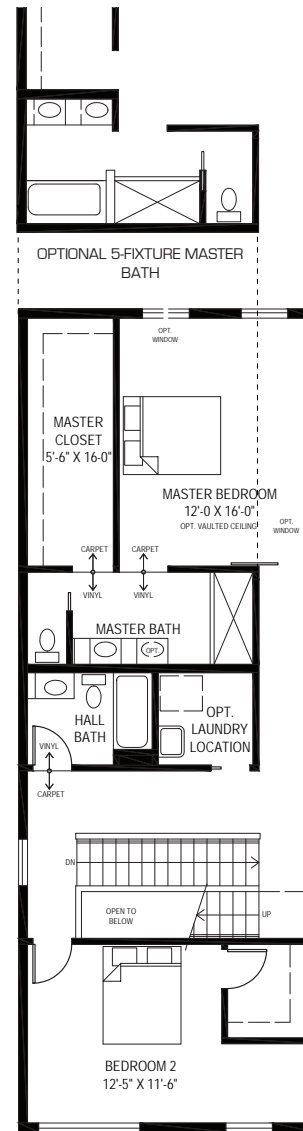 OPTIONAL 5-FIXTURE MASTER
BATH
OPT.
WINDOW
MASTER
CLOSET
5'-6" X 16-0"
MASTER BEDROOM
12'-0 X 16'-0"
OPT. VAULTED CEILING
OPT.
WINDOW
CARPET
CARPET
VINYL
VINYL
MASTER BATH
OPT.
HALL
BATH
OPT.
LAUNDRY
LOCATION
VINYL
CARPET
DN
OPEN TO
BELOW
UP
BEDROOM 2
12'-5" X 11'-6"